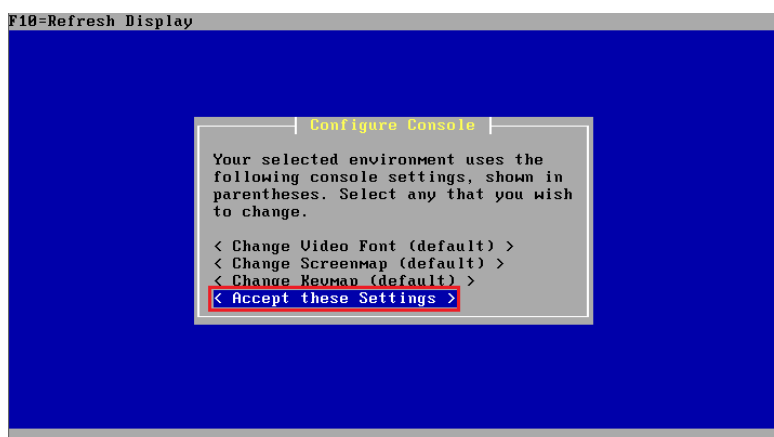 F10=Refresh Display
Configure Console
Your selected environment uses the
following console settings, shown in
parentheses. Select any that you wish
to change.
< Change Video Font (default) >
< Change Screenmap (default) >
< Change Keymap (default) >
< Accept these Settings >